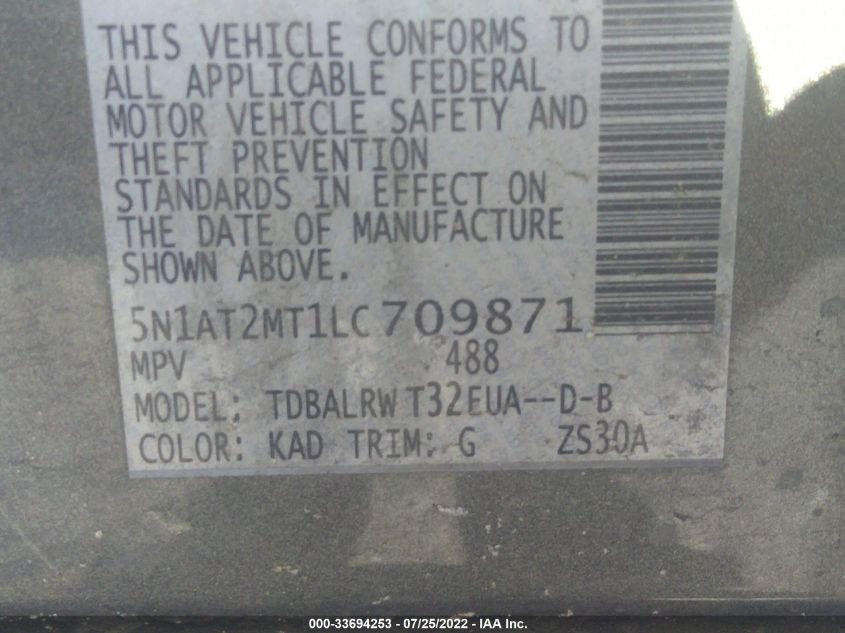 THIS VEHICLE CONFORMS TO
ALL APPLICABLE FEDERAL
MOTOR VEHICLE SAFETY AND
THEFT PREVENTION
STANDARDS IN EFFECT ON
THE DATE OF MANUFACTURE
SHOWN ABOVE.
5N1AT2MT1LC709871
MPV 488
MODEL: TDBALRW T32EUA--D-B
COLOR: KAD TRIM: G ZS30A
000-33694253 - 07/25/2022 - IAA Inc.